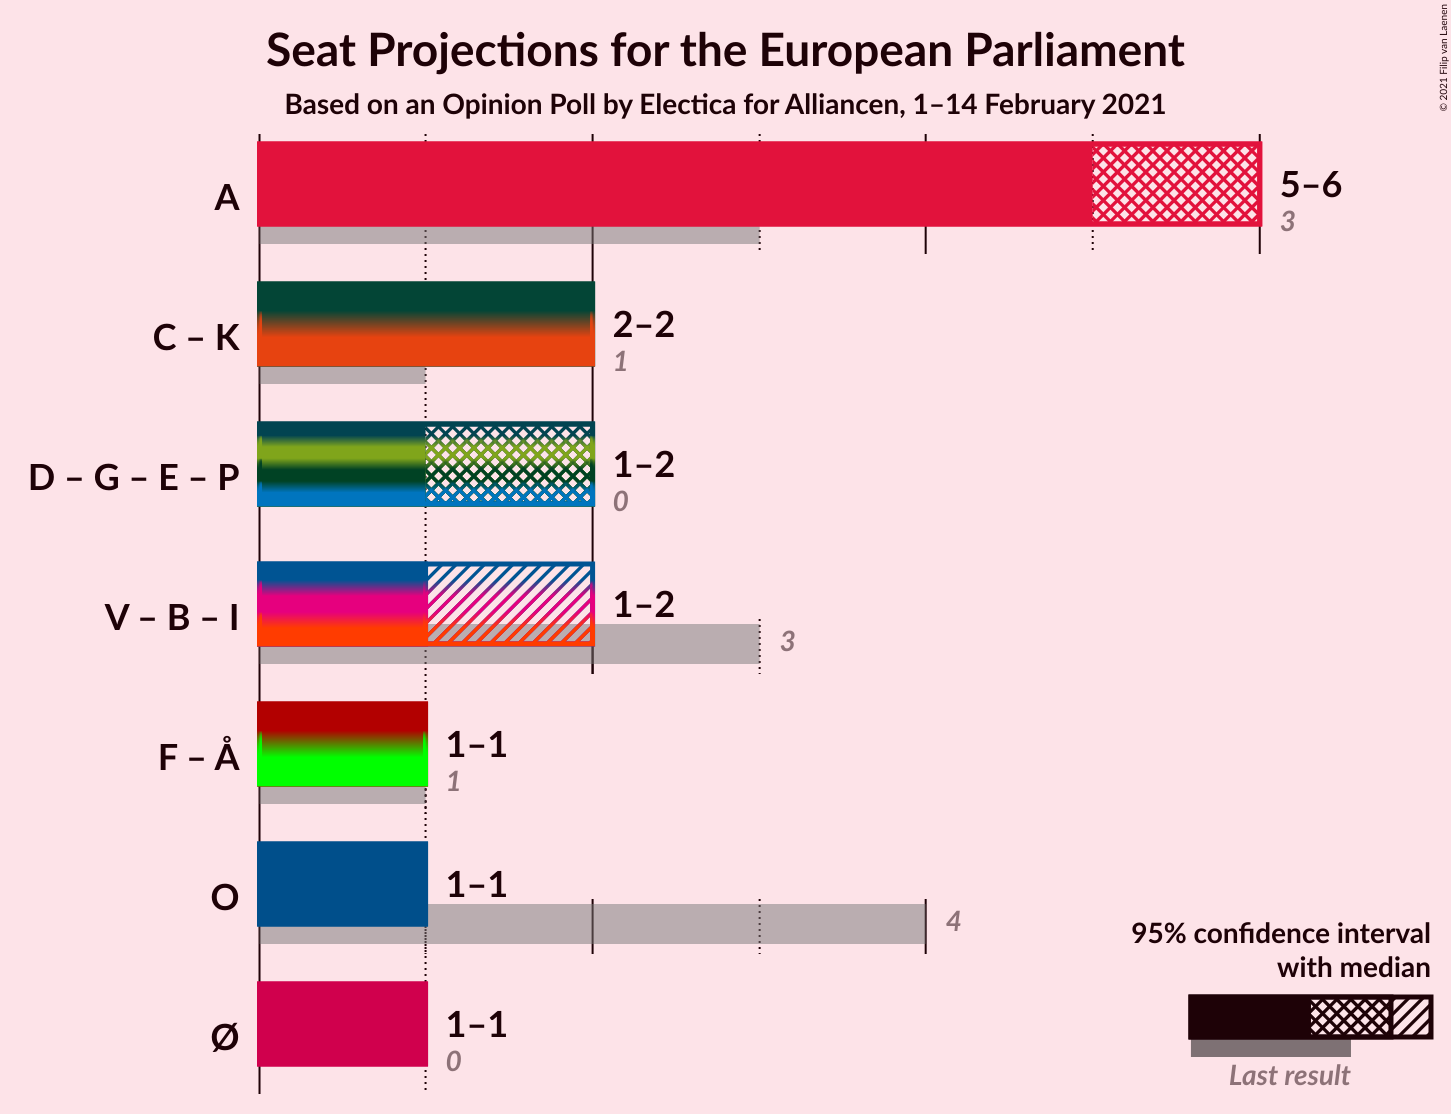 Seat Projections for the European Parliament
Based on an Opinion Poll by Electica for Alliancen, 1–14 February 2021
© 2021 Filip van Laenen
A
5–6
3
C – K
2–2
1
D – G – E – P
1–2
0
V – B – I
1–2
3
F – Å
1–1
1
O
1–1
4
Ø
1–1
0
95% confidence interval
with median
Last result